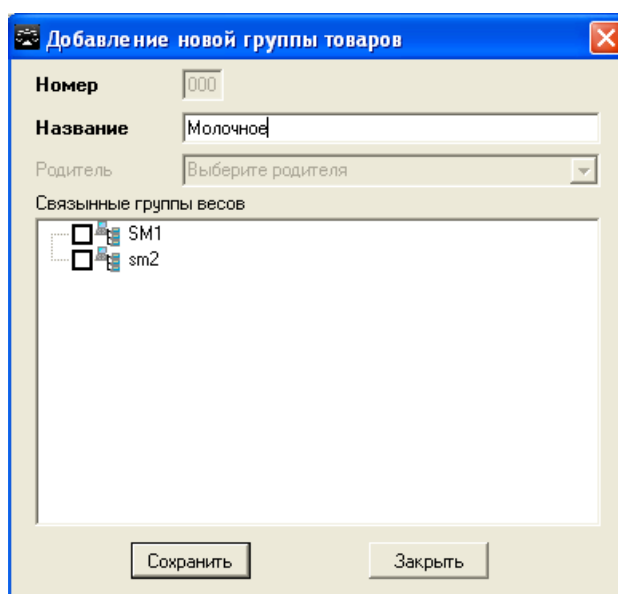 Добавление новой группы товаров
Номер 000
Название Молочное
Родитель Выберите родителя
Связынные группы весов
SM1
sm2
Сохранить Закрыть